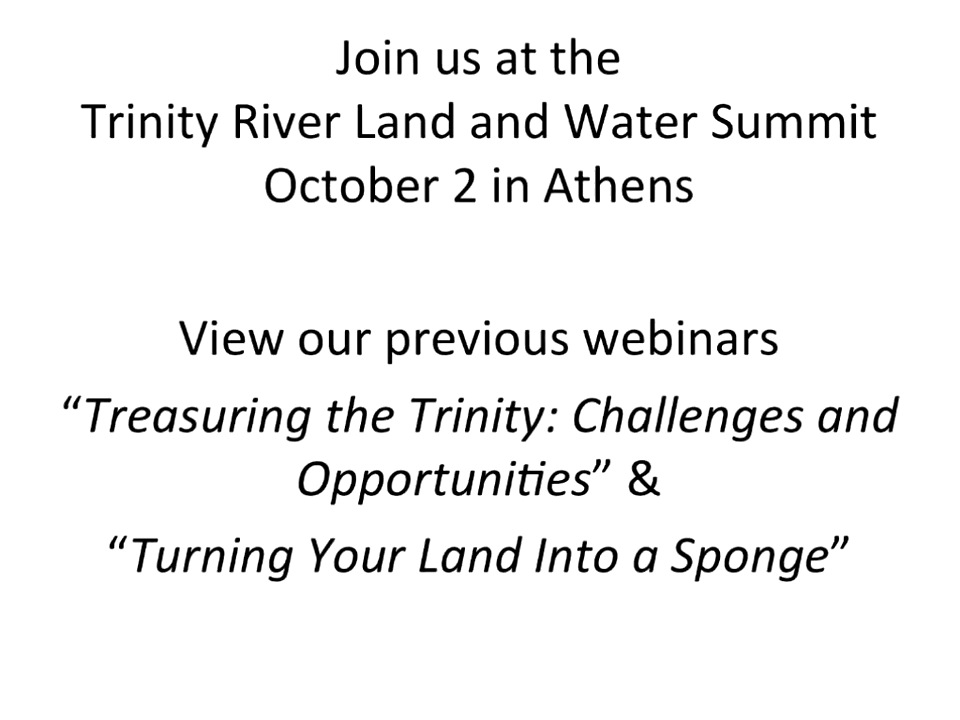 Join us at the
Trinity River Land and Water Summit
October 2 in Athens
View our previous webinars
“Treasuring the Trinity: Challenges and
Opportunities” &
“Turning Your Land Into a Sponge”